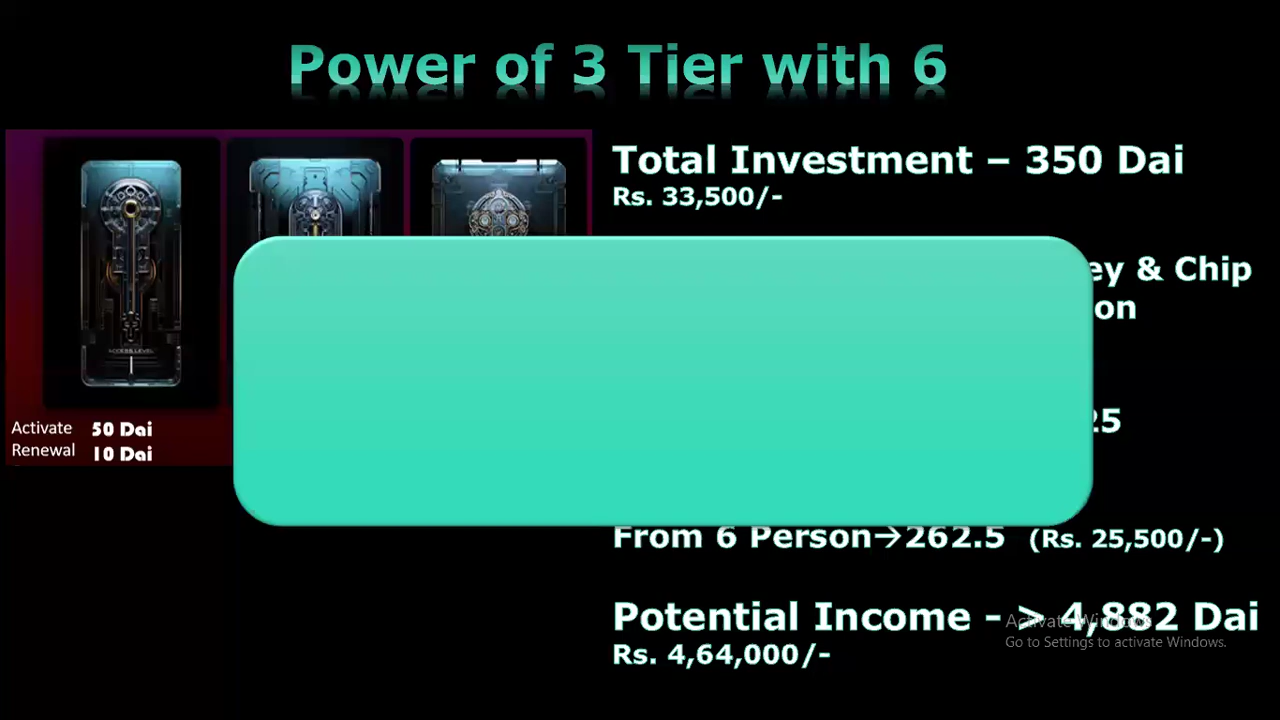 Power of 3 Tier with 6
Total Investment – 350 Dai
Rs. 33,500/-
ey & Chip
on
25
Activate 50 Dai
Renewal 10 Dai
ACCESS LEVEL
From 6 Person→262.5 (Rs. 25,500/-)
Potential Income - > 4,882 Dai
Rs. 4,64,000/-
Activate Windows
Go to Settings to activate Windows.